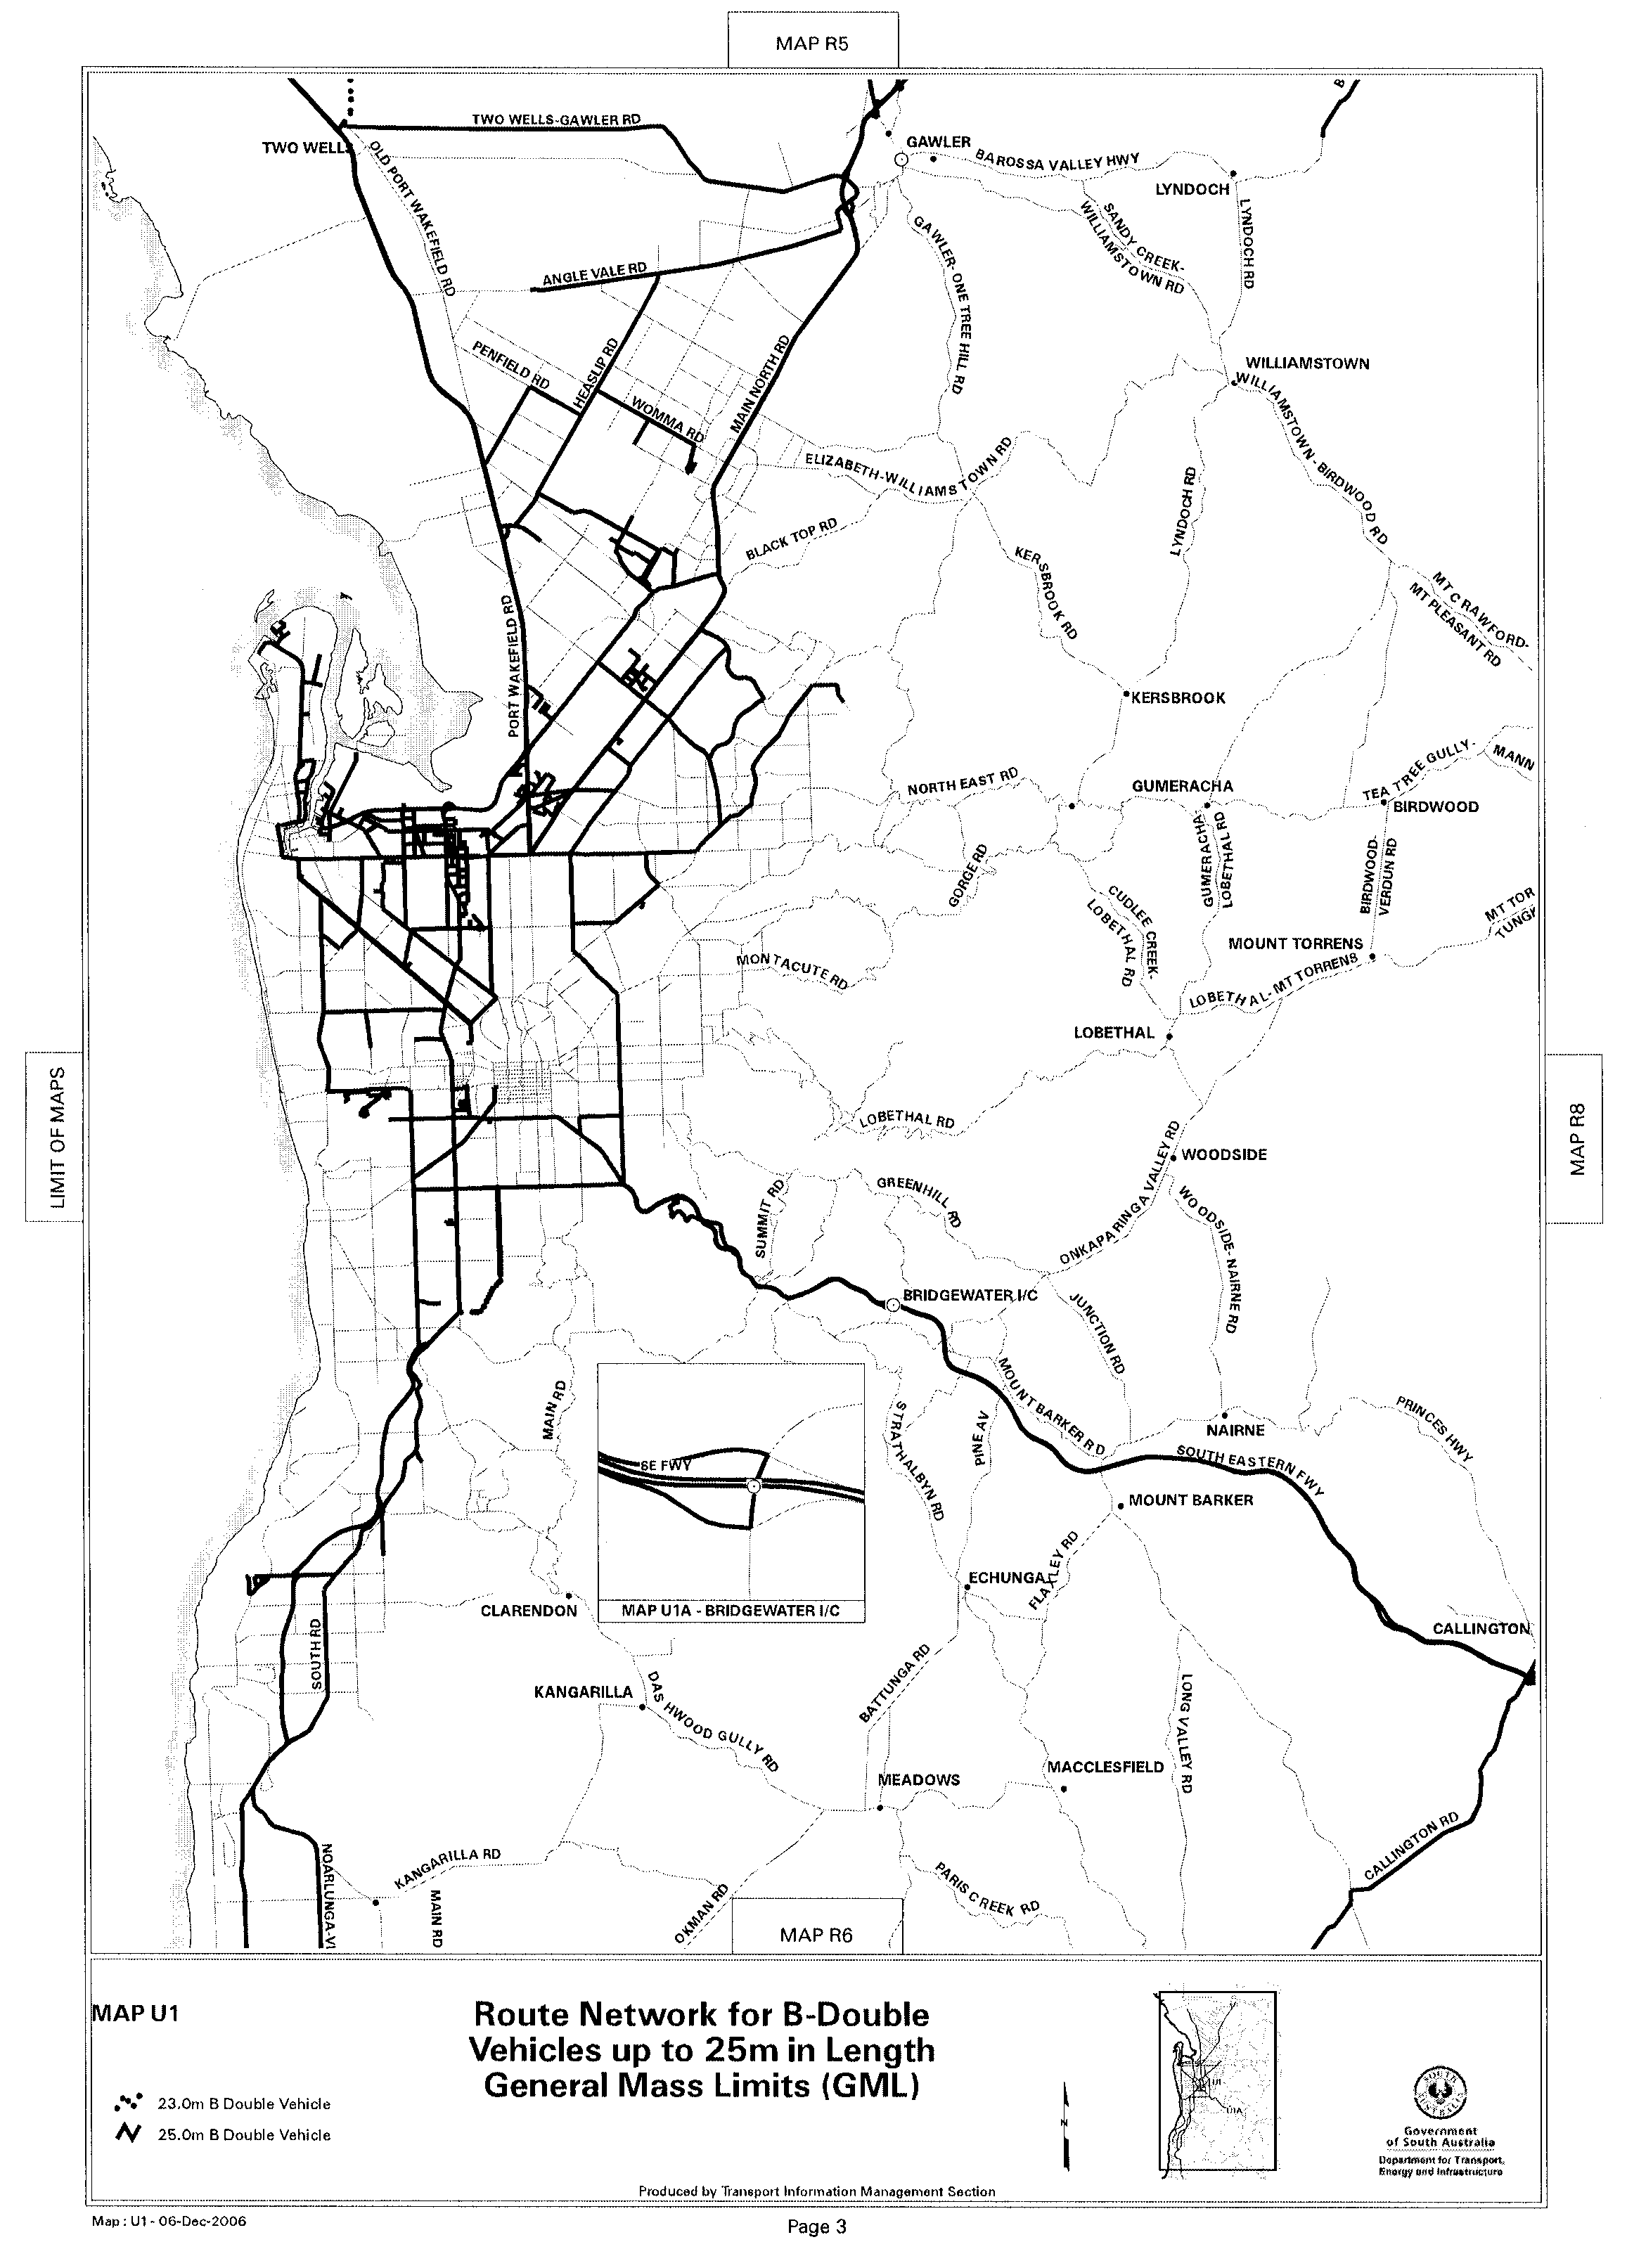 MAP R5
TWO WELLS-GAWLER RD
TWO WELLS
OLD PORT WAKEFIELD RD
GAWLER
BAROSSA VALLEY HWY
LYNDOCH
LYNDOCH RD
SANDY CREEK-
WILLIAMSTOWN RD
GAWLER-ONE TREE HILL RD
ANGLE VALE RD
PENFIELD RD
HEASLIP RD
WOMMA RD
MAIN NORTH RD
WILLIAMSTOWN
WILLIAMSTOWN-BIRDWOOD RD
ELIZABETH-WILLIAMSTOWN RD
LYNDOCH RD
BLACK TOP RD
KERSBROOK RD
MT CRAWFORD-
MT PLEASANT RD
PORT WAKEFIELD RD
KERSBROOK
NORTH EAST RD
GUMERACHA
TEA TREE GULLY-
MANN
BIRDWOOD
GORGE RD
GUMERACHA
LOBETHAL RD
BIRDWOOD-
VERDUN RD
CUDLEE CREEK-
LOBETHAL RD
MT TOR
TUNGK
MOUNT TORRENS
MONTACUTE RD
LOBETHAL-MT TORRENS
LOBETHAL
LIMIT OF MAPS
MAP R8
LOBETHAL RD
WOODSIDE
ONKAPARINGA VALLEY RD
GREENHILL RD
SUMMIT RD
WOODSIDE-NAIRNE RD
BRIDGEWATER I/C
JUNCTION RD
MOUNT BARKER RD
MAIN RD
STRATHALBYN RD
PINE AV
PRINCES HWY
NAIRNE
SOUTH EASTERN FWY
SE FWY
MOUNT BARKER
FLAXLEY RD
ECHUNGA
CLARENDON
MAP U1A - BRIDGEWATER I/C
CALLINGTON
SOUTH RD
KANGARILLA
DASHWOOD GULLY RD
BATTUNGA RD
LONG VALLEY RD
MACCLESFIELD
MEADOWS
CALLINGTON RD
NOARLUNGA-VI
KANGARILLA RD
MAIN RD
OKMAN RD
PARIS CREEK RD
MAP R6
MAP U1
Route Network for B-Double
Vehicles up to 25m in Length
General Mass Limits (GML)
23.0m B Double Vehicle
25.0m B Double Vehicle
N
U1
U1A
Government
of South Australia
Department for Transport,
Energy and Infrastructure
Produced by Transport Information Management Section
Map : U1 - 06-Dec-2006
Page 3